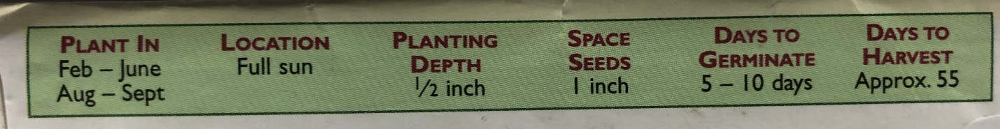 PLANT IN
Feb – June
Aug – Sept
LOCATION
Full sun
PLANTING
DEPTH
1/2 inch
SPACE
SEEDS
1 inch
DAYS TO
GERMINATE
5 – 10 days
DAYS TO
HARVEST
Approx. 55